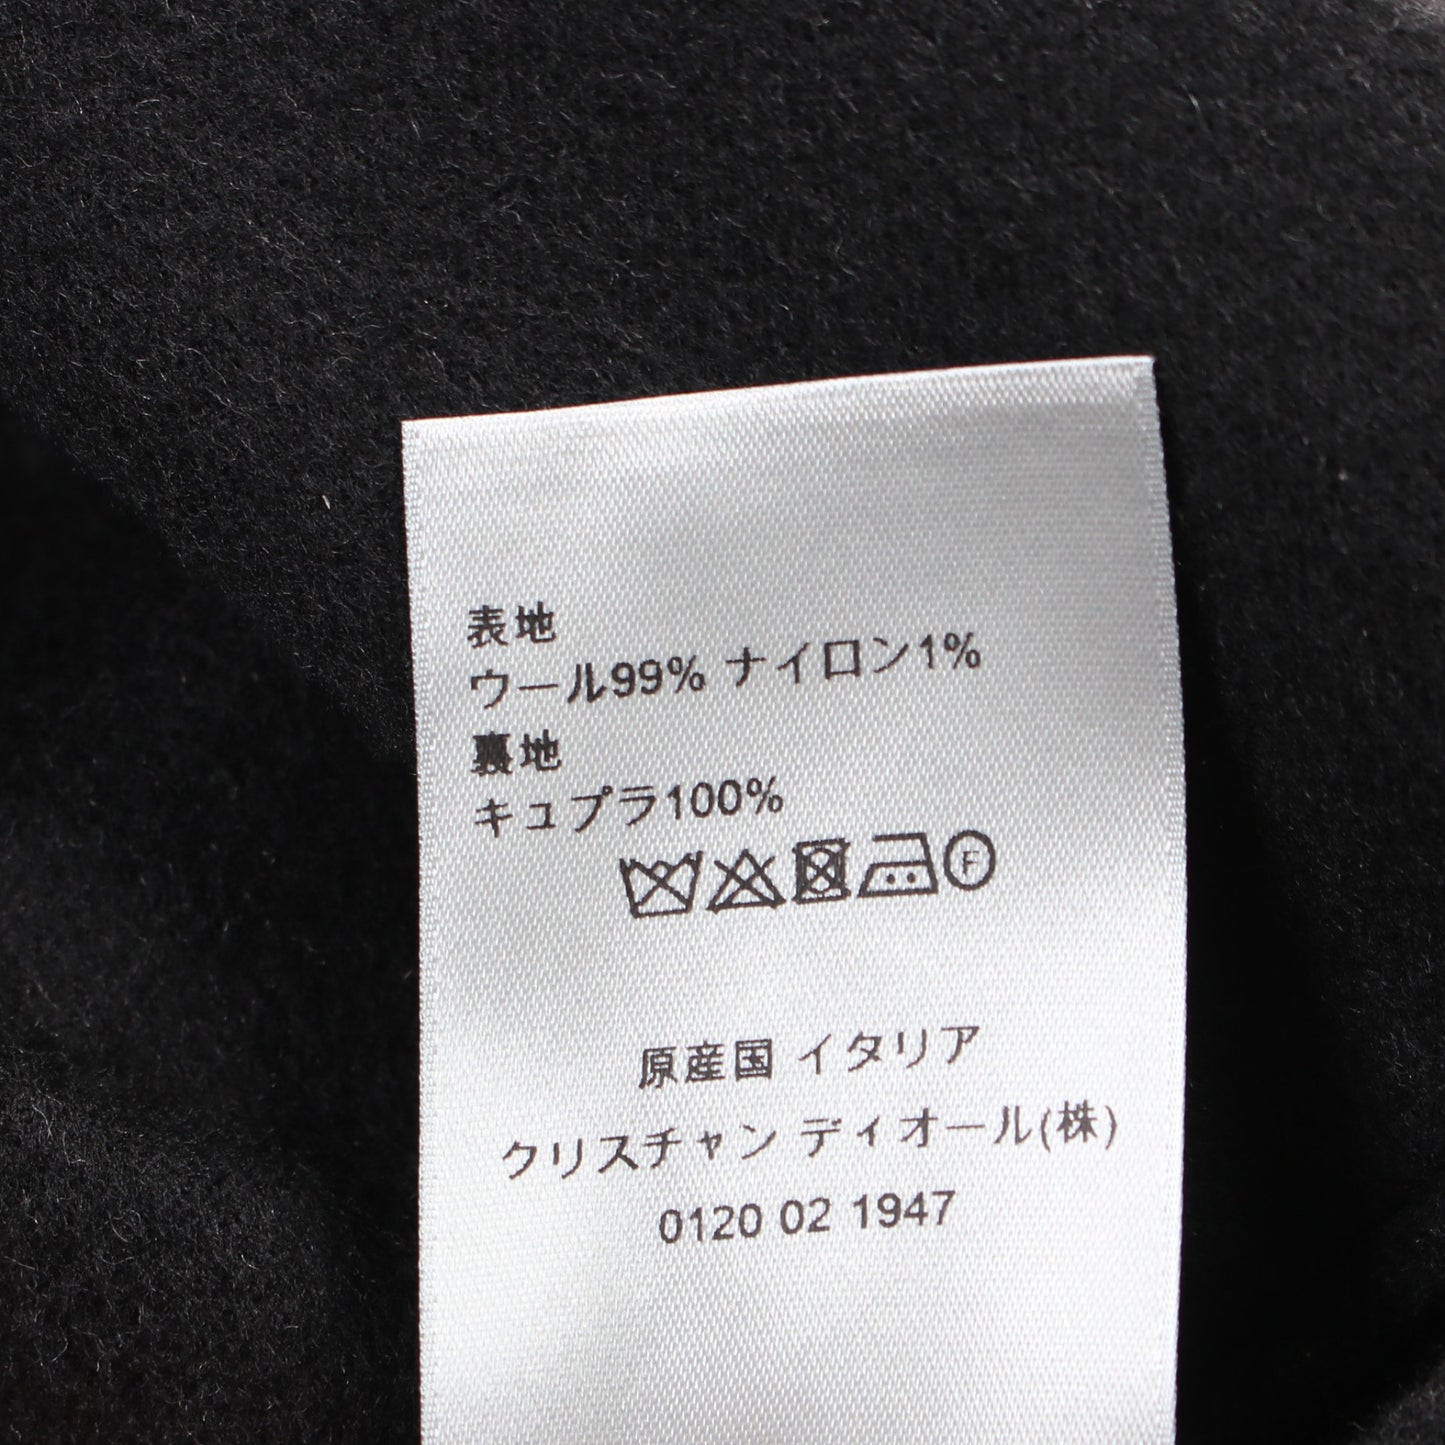 表地
ウール99% ナイロン1%
裏地
キュプラ100%
F
原産国 イタリア
クリスチャン ディオール(株)
0120 02 1947